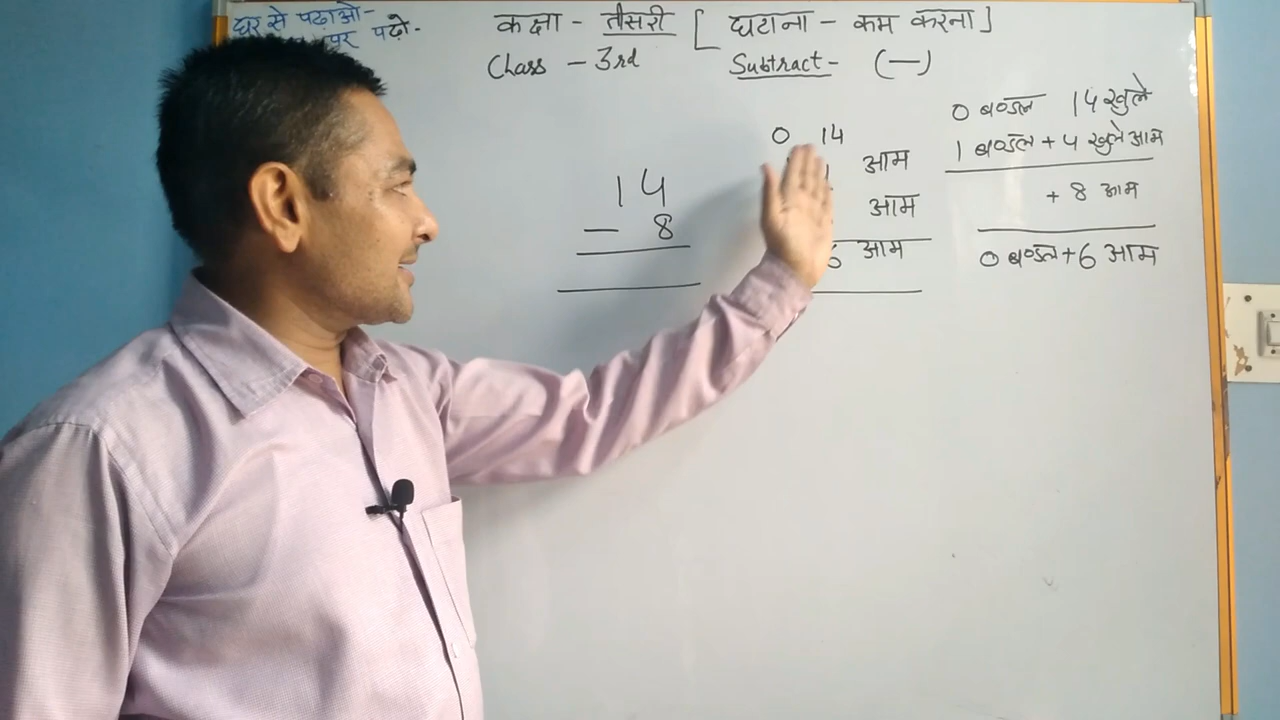 घर से पढाओ-
पर पढ़ो-
कक्षा - तीसरी [ घटाना - कम करना ]
Class - 3rd
Subtract - (—)
14
- 8
0 14
आम
आम
6 आम
0 बण्डल 14 खुले
1 बण्डल + 4 खुले आम
+ 8 आम
0 बण्डल + 6 आम